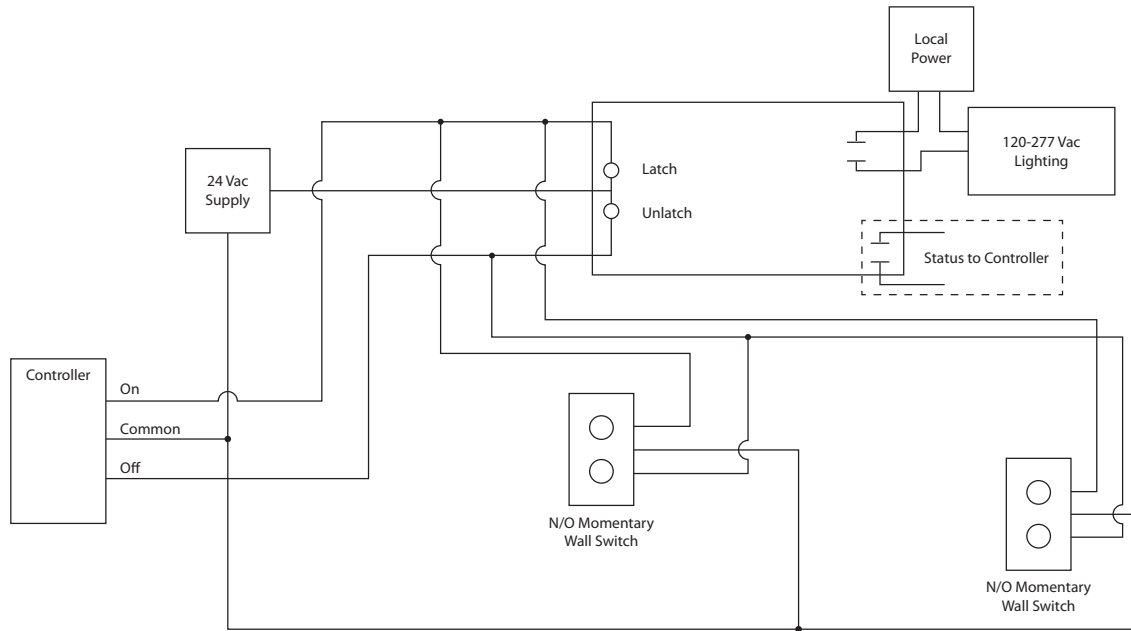 Local
Power
120-277 Vac
Lighting
24 Vac
Supply
Latch
Unlatch
Status to Controller
Controller
On
Common
Off
N/O Momentary
Wall Switch
N/O Momentary
Wall Switch